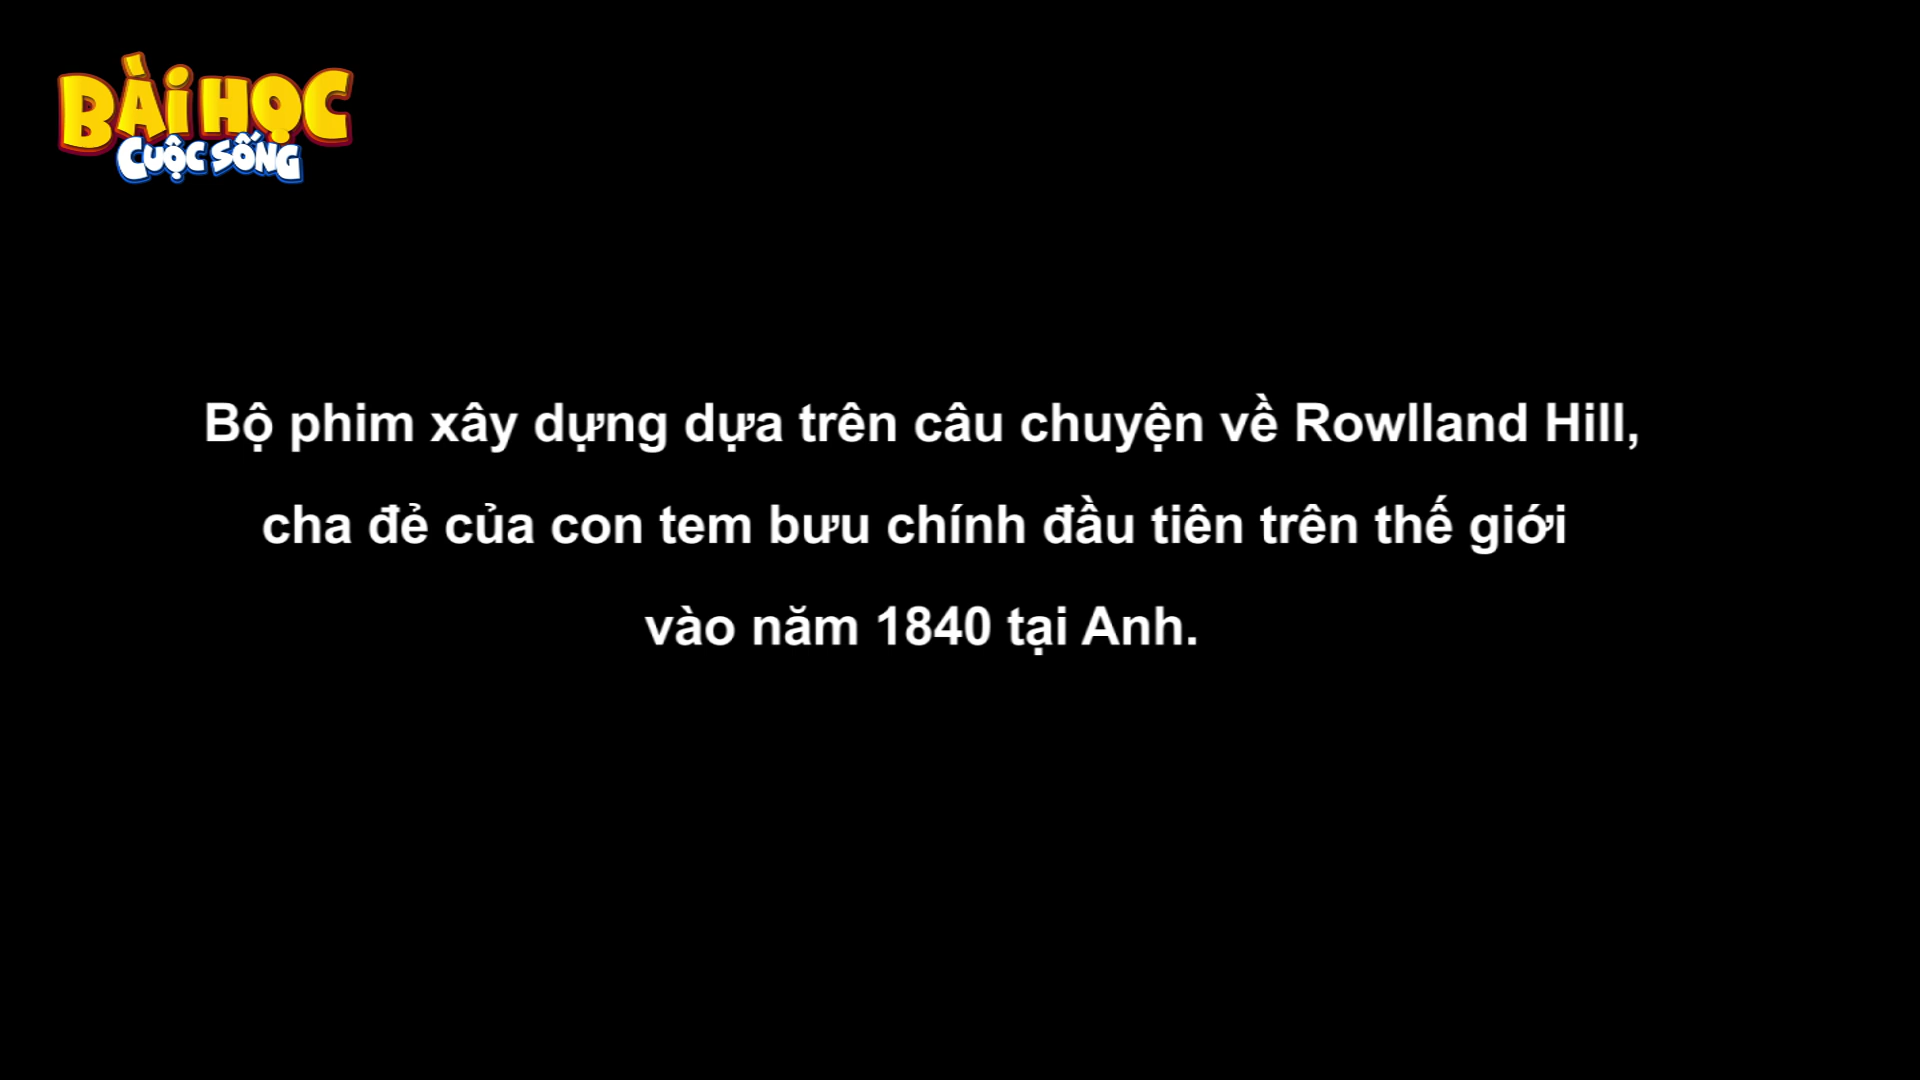 BÀI HỌC
CUỘC SỐNG
Bộ phim xây dựng dựa trên câu chuyện về Rowlland Hill,
cha đẻ của con tem bưu chính đầu tiên trên thế giới
vào năm 1840 tại Anh.